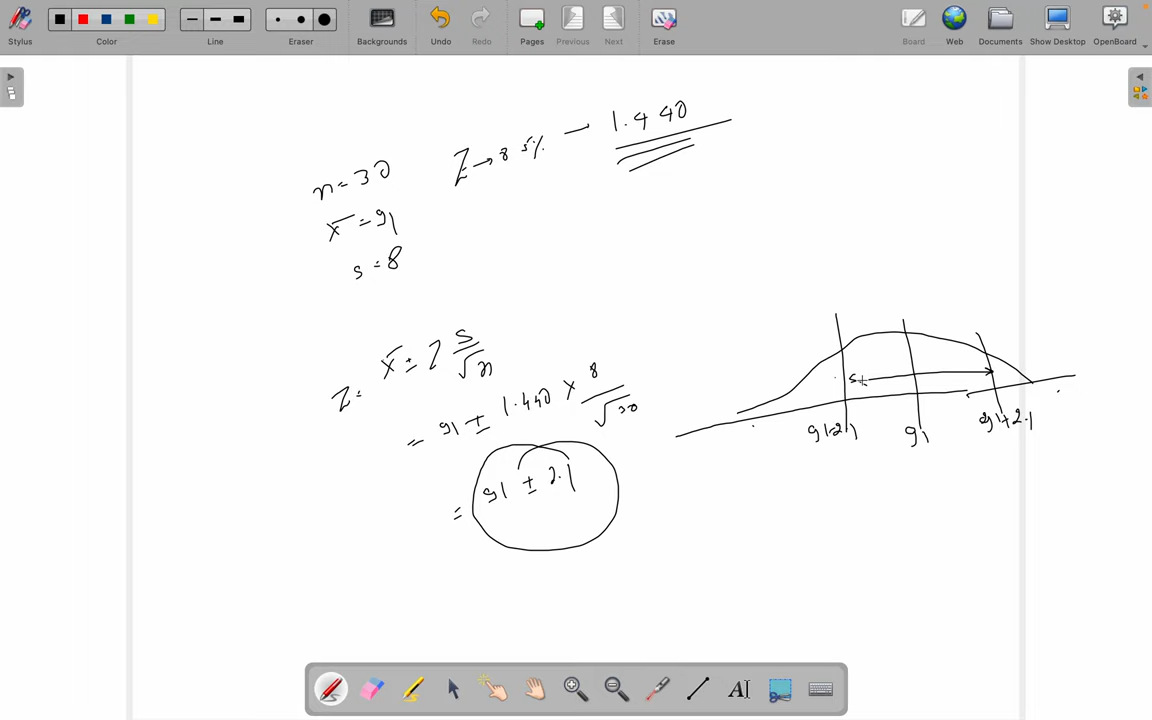 Stylus Color Line Eraser Backgrounds Undo Redo Pages Previous Next Erase Board Web Documents Show Desktop OpenBoard
Z → 85% — 1.440
n = 30
x̄ = 91
s = 8
Z = x̄ ± Z s/√n
= 91 ± 1.440 × 8/√30
= 91 ± 2.1
91-2.1 91 91+2.1